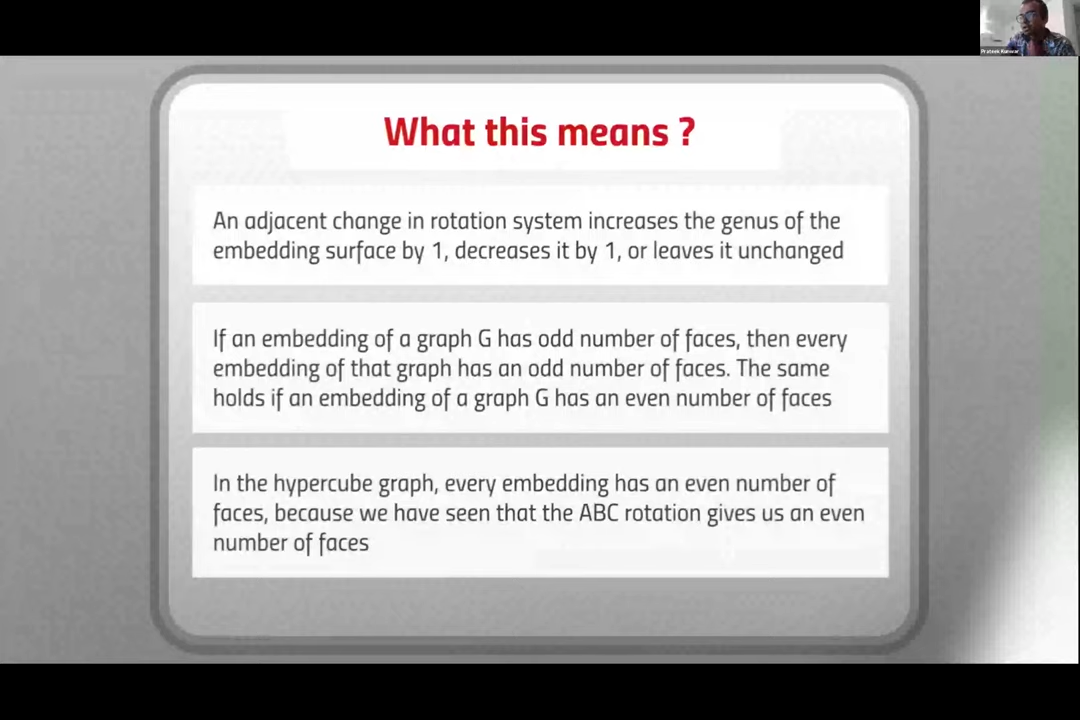 Prateek Kunwar
What this means ?
An adjacent change in rotation system increases the genus of the
embedding surface by 1, decreases it by 1, or leaves it unchanged
If an embedding of a graph G has odd number of faces, then every
embedding of that graph has an odd number of faces. The same
holds if an embedding of a graph G has an even number of faces
In the hypercube graph, every embedding has an even number of
faces, because we have seen that the ABC rotation gives us an even
number of faces